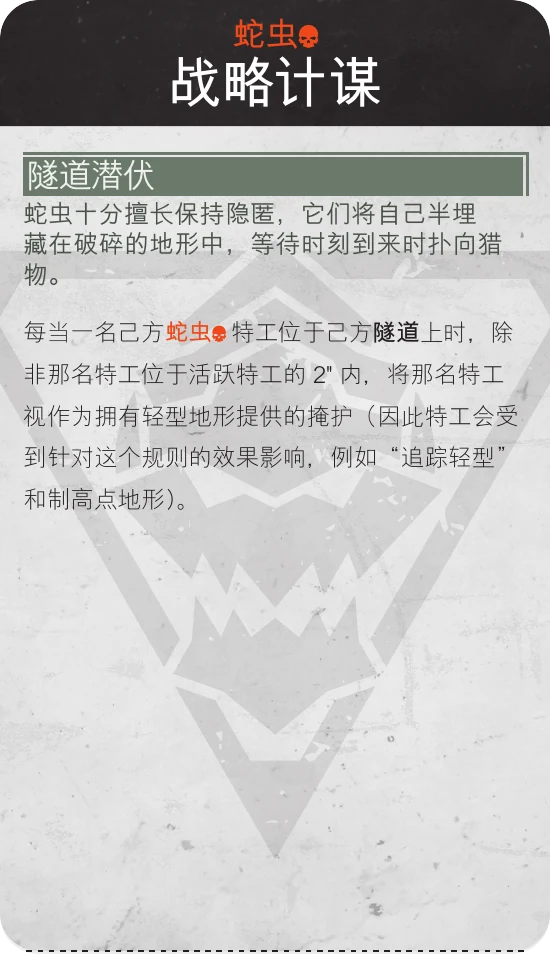 蛇虫
战略计谋
隧道潜伏
蛇虫十分擅长保持隐匿，它们将自己半埋
藏在破碎的地形中，等待时刻到来时扑向猎
物。
每当一名己方蛇虫特工位于己方隧道上时，除
非那名特工位于活跃特工的 2" 内，将那名特工
视作为拥有轻型地形提供的掩护（因此特工会受
到针对这个规则的效果影响，例如“追踪轻型”
和制高点地形）。